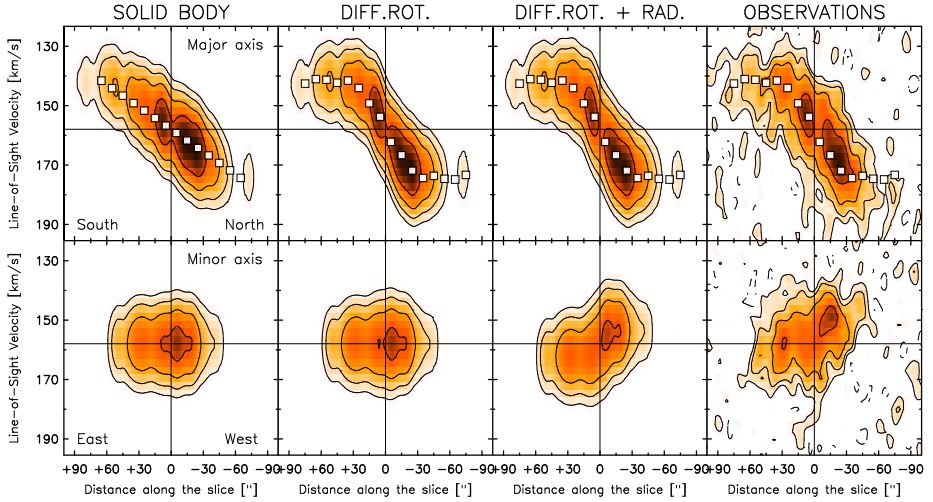 SOLID BODY DIFF.ROT. DIFF.ROT. + RAD. OBSERVATIONS
130 Major axis
150
170
190 South North
Line-of-Sight Velocity [km/s]
130 Minor axis
150
170
190 East West
Line-of-Sight Velocity [km/s]
+90 +60 +30 0 -30 -60 -90 +90 +60 +30 0 -30 -60 -90 +90 +60 +30 0 -30 -60 -90 +90 +60 +30 0 -30 -60 -90
Distance along the slice ["] Distance along the slice ["] Distance along the slice ["] Distance along the slice ["]